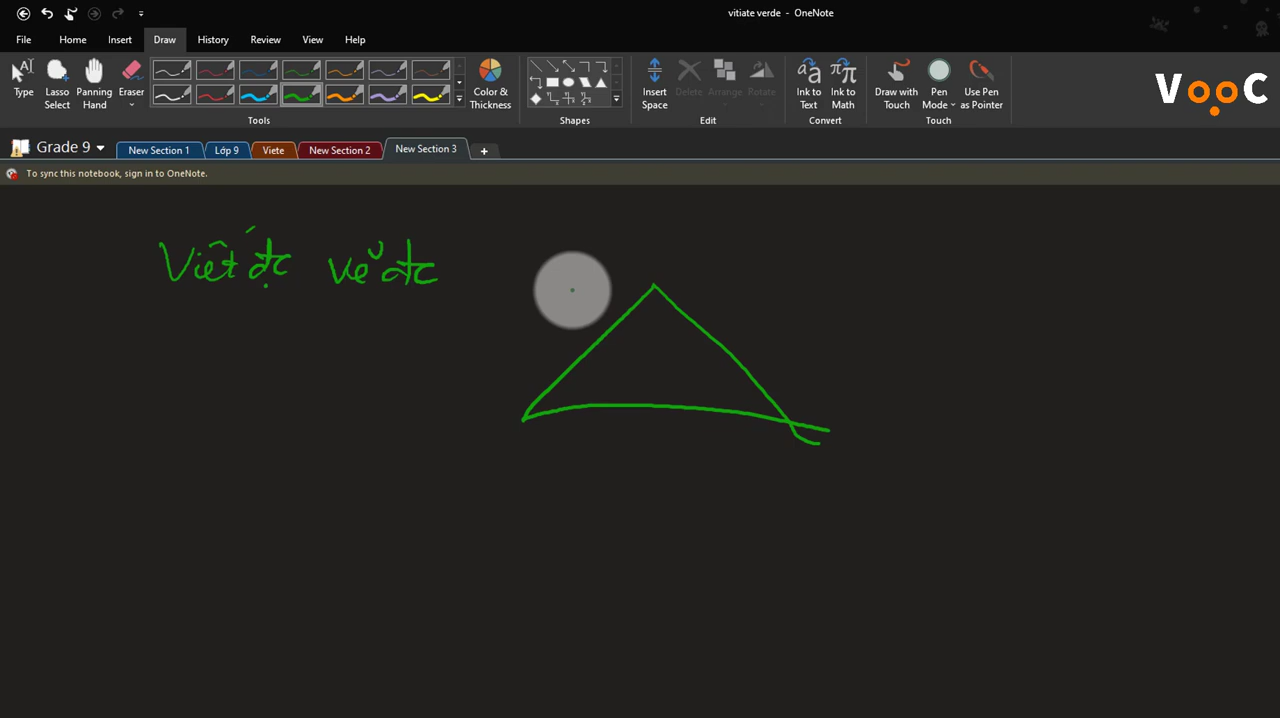 vitiate verde - OneNote
File Home Insert Draw History Review View Help
Type Lasso Select Panning Hand Eraser Color & Thickness Insert Space Delete Arrange Rotate Ink to Text Ink to Math Draw with Touch Pen Mode Use Pen as Pointer
Tools Shapes Edit Convert Touch
VooC
Grade 9 New Section 1 Lớp 9 Viete New Section 2 New Section 3 +
To sync this notebook, sign in to OneNote.
Viết đc vẽ đc